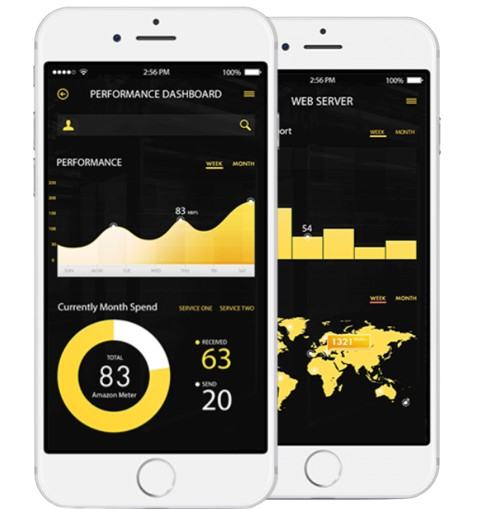 2:56 PM 100%
PERFORMANCE DASHBOARD
PERFORMANCE WEEK MONTH
83 MBPS
SUN MON TUE WED THU FRI SAT
Currently Month Spend SERVICE ONE SERVICE TWO
TOTAL
83
Amazon Meter
RECEIVED
63
SEND
20
2:56 PM 100%
WEB SERVER
ort WEEK MONTH
54
WEEK MONTH
1321